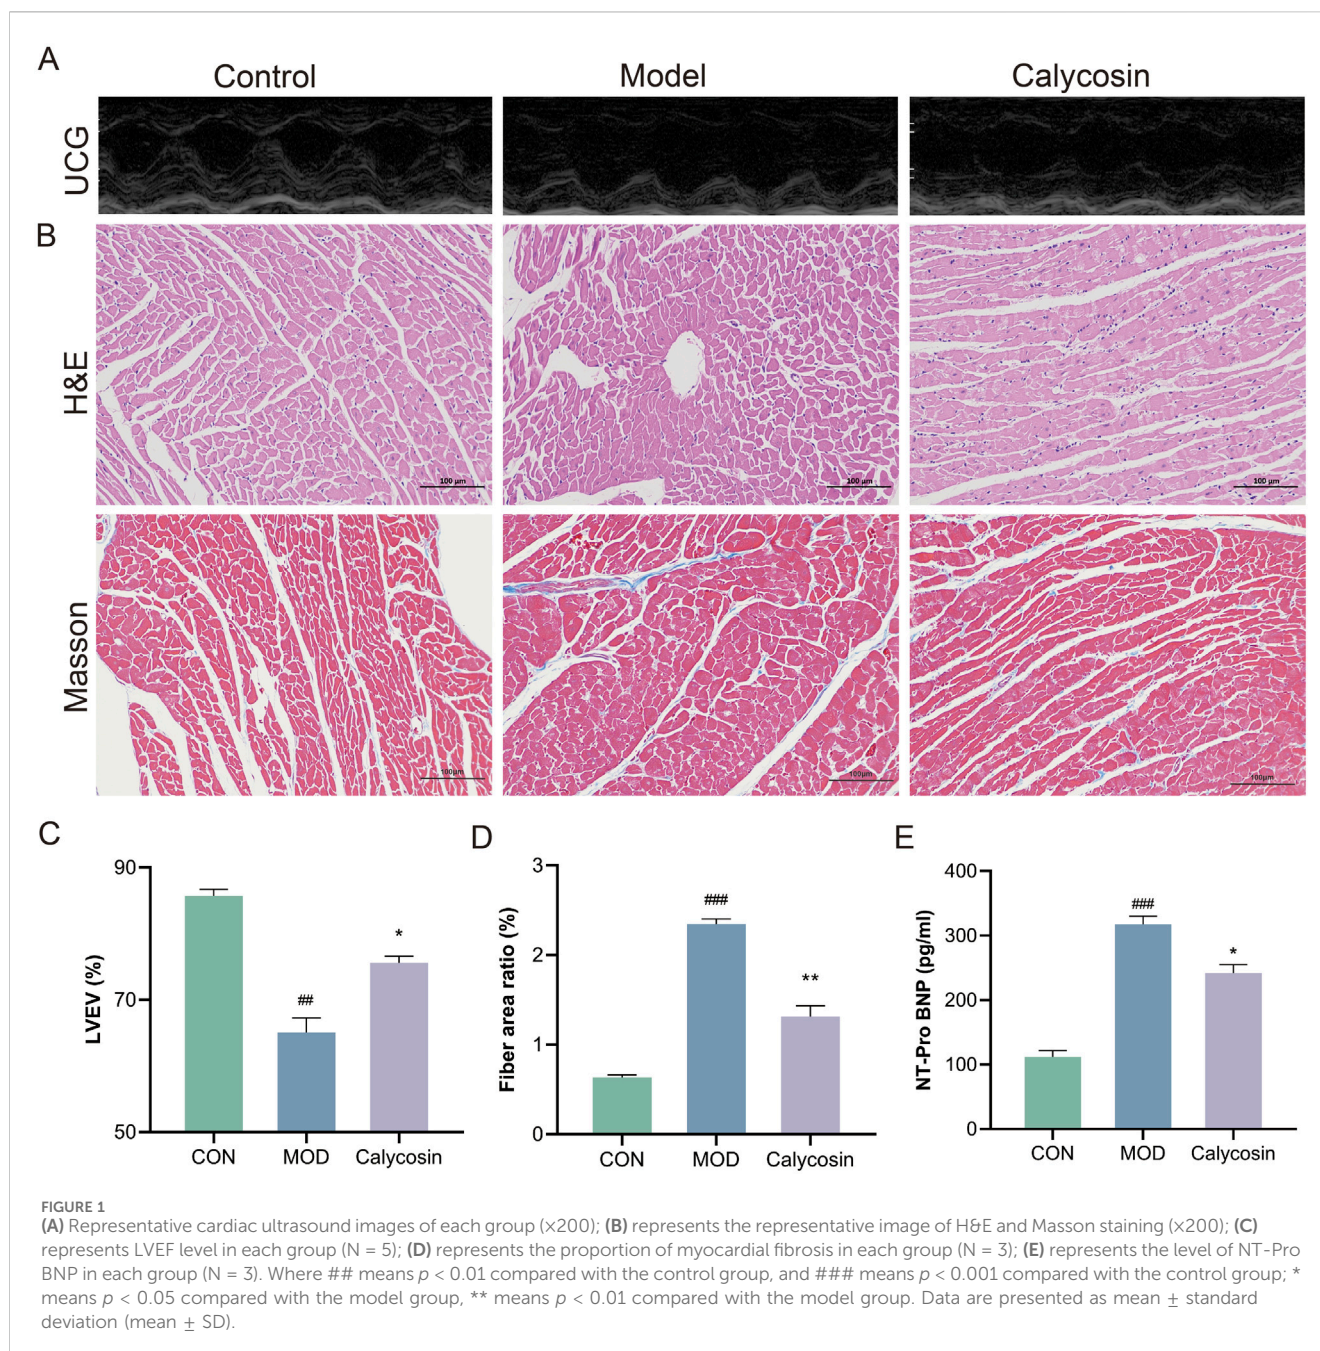 A
Control
Model
Calycosin
UCG
B
H&E
100 μm
100 μm
100 μm
Masson
100μm
100μm
100μm
C
LVEV (%)
90
70
50
##
*
CON
MOD
Calycosin
D
Fiber area ratio (%)
3
2
1
0
###
**
CON
MOD
Calycosin
E
NT-Pro BNP (pg/ml)
400
300
200
100
0
###
*
CON
MOD
Calycosin
FIGURE 1
(A) Representative cardiac ultrasound images of each group (×200); (B) represents the representative image of H&E and Masson staining (×200); (C)
represents LVEF level in each group (N = 5); (D) represents the proportion of myocardial fibrosis in each group (N = 3); (E) represents the level of NT-Pro
BNP in each group (N = 3). Where ## means p < 0.01 compared with the control group, and ### means p < 0.001 compared with the control group; *
means p < 0.05 compared with the model group, ** means p < 0.01 compared with the model group. Data are presented as mean ± standard
deviation (mean ± SD).